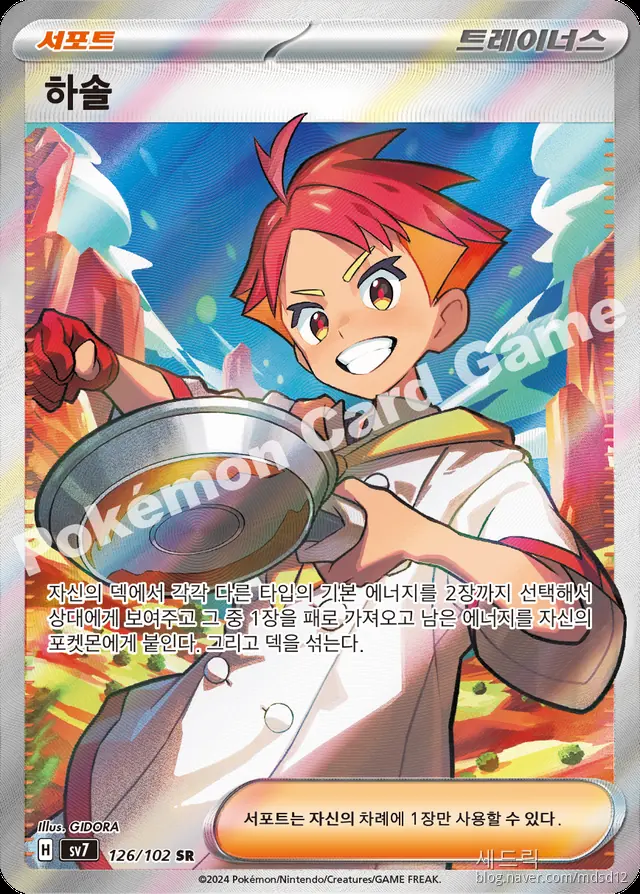 서포트
트레이너스
하솔
Pokémon Card Game
자신의 덱에서 각각 다른 타입의 기본 에너지를 2장까지 선택해서
상대에게 보여주고 그 중 1장을 패로 가져오고 남은 에너지를 자신의
포켓몬에게 붙인다. 그리고 덱을 섞는다.
서포트는 자신의 차례에 1장만 사용할 수 있다.
Illus. GIDORA
H sv7 126/102 SR
©2024 Pokémon/Nintendo/Creatures/GAME FREAK.
세드릭
blog.naver.com/mdsd12